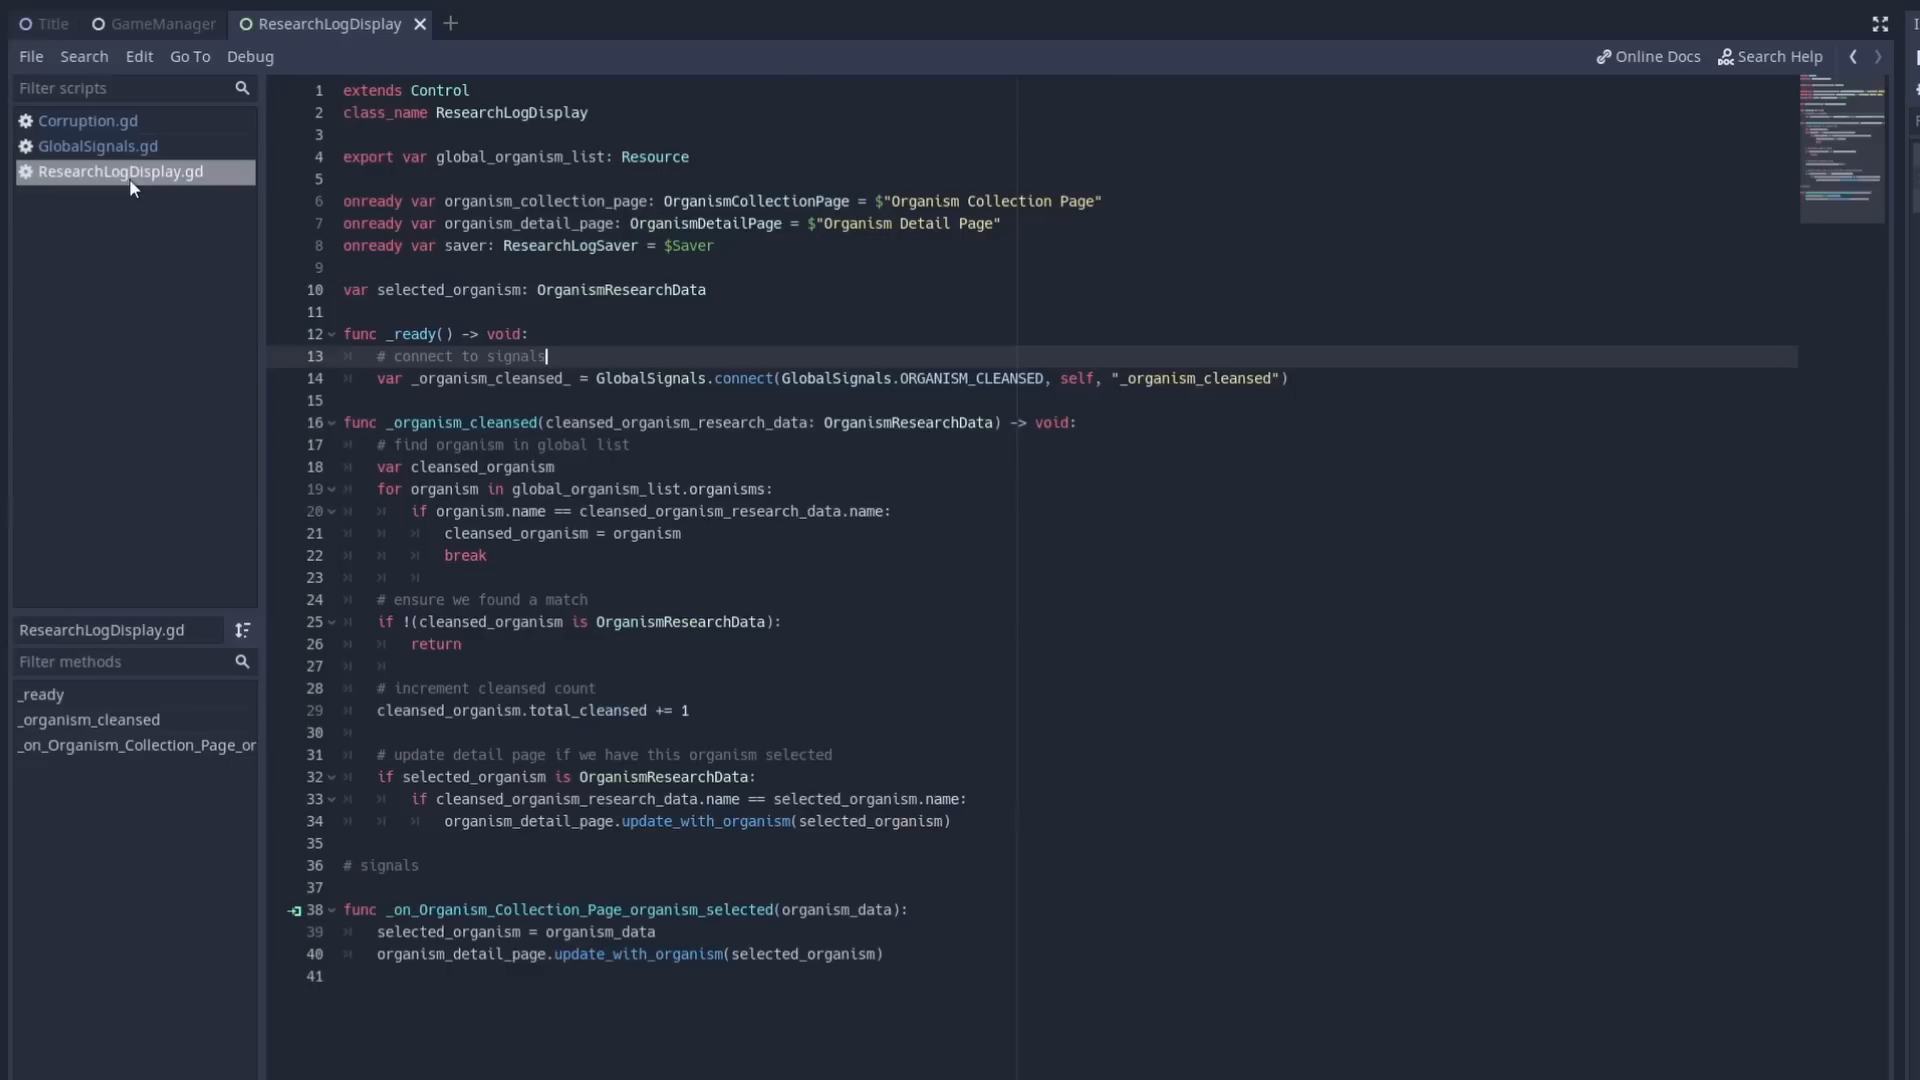 Title GameManager ResearchLogDisplay
File Search Edit Go To Debug Online Docs Search Help
Filter scripts
Corruption.gd
GlobalSignals.gd
ResearchLogDisplay.gd
ResearchLogDisplay.gd
Filter methods
_ready
_organism_cleansed
_on_Organism_Collection_Page_or
1 extends Control
2 class_name ResearchLogDisplay
3
4 export var global_organism_list: Resource
5
6 onready var organism_collection_page: OrganismCollectionPage = $"Organism Collection Page"
7 onready var organism_detail_page: OrganismDetailPage = $"Organism Detail Page"
8 onready var saver: ResearchLogSaver = $Saver
9
10 var selected_organism: OrganismResearchData
11
12 func _ready() -> void:
13 # connect to signals
14 var _organism_cleansed_ = GlobalSignals.connect(GlobalSignals.ORGANISM_CLEANSED, self, "_organism_cleansed")
15
16 func _organism_cleansed(cleansed_organism_research_data: OrganismResearchData) -> void:
17 # find organism in global list
18 var cleansed_organism
19 for organism in global_organism_list.organisms:
20 if organism.name == cleansed_organism_research_data.name:
21 cleansed_organism = organism
22 break
23
24 # ensure we found a match
25 if !(cleansed_organism is OrganismResearchData):
26 return
27
28 # increment cleansed count
29 cleansed_organism.total_cleansed += 1
30
31 # update detail page if we have this organism selected
32 if selected_organism is OrganismResearchData:
33 if cleansed_organism_research_data.name == selected_organism.name:
34 organism_detail_page.update_with_organism(selected_organism)
35
36 # signals
37
38 func _on_Organism_Collection_Page_organism_selected(organism_data):
39 selected_organism = organism_data
40 organism_detail_page.update_with_organism(selected_organism)
41